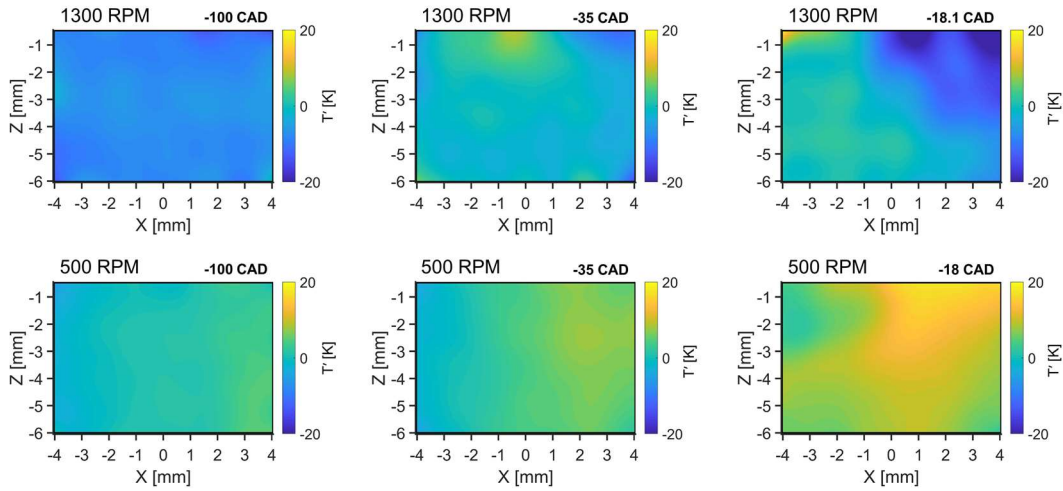 1300 RPM -100 CAD
-1
-2
-3
-4
-5
-6
Z [mm]
-4 -3 -2 -1 0 1 2 3 4
X [mm]
20
0
-20
T' [K]
1300 RPM -35 CAD
-1
-2
-3
-4
-5
-6
Z [mm]
-4 -3 -2 -1 0 1 2 3 4
X [mm]
20
0
-20
T' [K]
1300 RPM -18.1 CAD
-1
-2
-3
-4
-5
-6
Z [mm]
-4 -3 -2 -1 0 1 2 3 4
X [mm]
20
0
-20
T' [K]
500 RPM -100 CAD
-1
-2
-3
-4
-5
-6
Z [mm]
-4 -3 -2 -1 0 1 2 3 4
X [mm]
20
0
-20
T' [K]
500 RPM -35 CAD
-1
-2
-3
-4
-5
-6
Z [mm]
-4 -3 -2 -1 0 1 2 3 4
X [mm]
20
0
-20
T' [K]
500 RPM -18 CAD
-1
-2
-3
-4
-5
-6
Z [mm]
-4 -3 -2 -1 0 1 2 3 4
X [mm]
20
0
-20
T' [K]